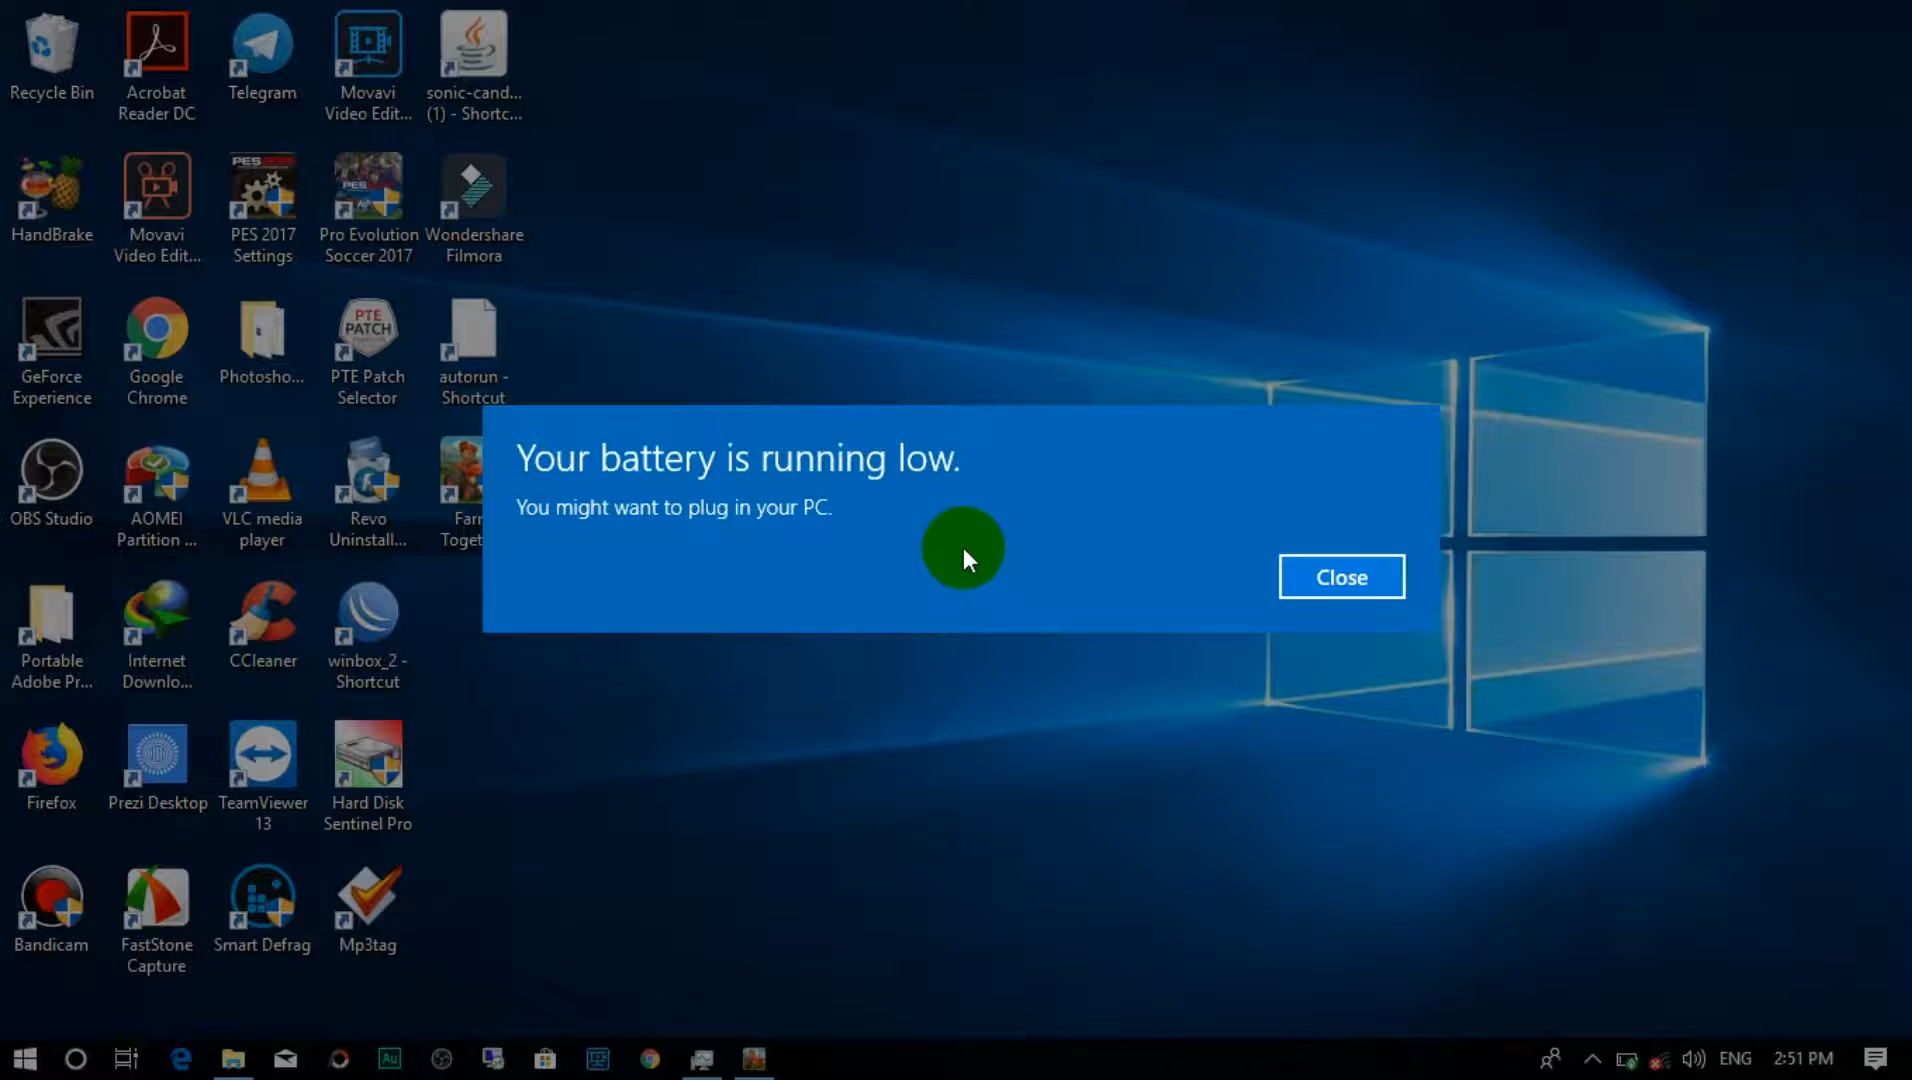 Recycle Bin
Acrobat
Reader DC
Telegram
Movavi
Video Edit...
sonic-cand...
(1) - Shortc...
HandBrake
Movavi
Video Edit...
PES 2017
Settings
Pro Evolution
Soccer 2017
Wondershare
Filmora
GeForce
Experience
Google
Chrome
Photosho...
PTE
PATCH
PTE Patch
Selector
autorun -
Shortcut
OBS Studio
AOMEI
Partition ...
VLC media
player
Revo
Uninstall...
Farr
Toget
Your battery is running low.
You might want to plug in your PC.
Close
Portable
Adobe Pr...
Internet
Downlo...
CCleaner
winbox_2 -
Shortcut
Firefox
Prezi Desktop
TeamViewer
13
Hard Disk
Sentinel Pro
Bandicam
FastStone
Capture
Smart Defrag
Mp3tag
Au
ENG
2:51 PM